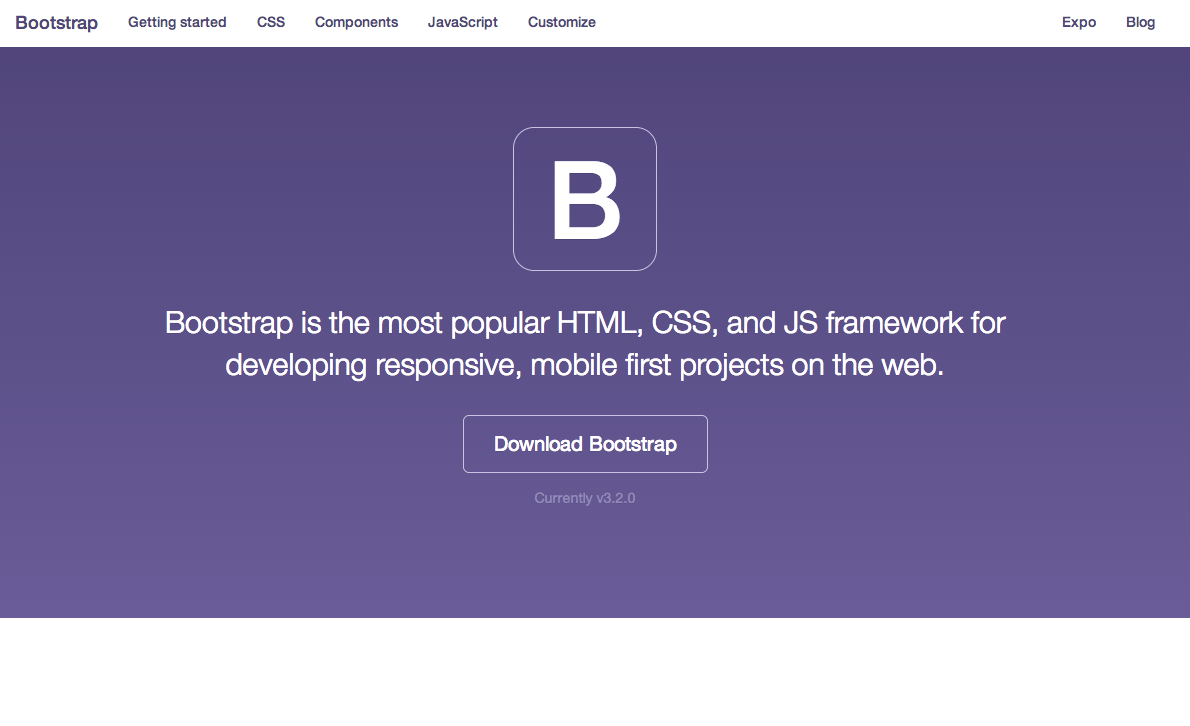 Bootstrap Getting started CSS Components JavaScript Customize Expo Blog
B
Bootstrap is the most popular HTML, CSS, and JS framework for
developing responsive, mobile first projects on the web.
Download Bootstrap
Currently v3.2.0